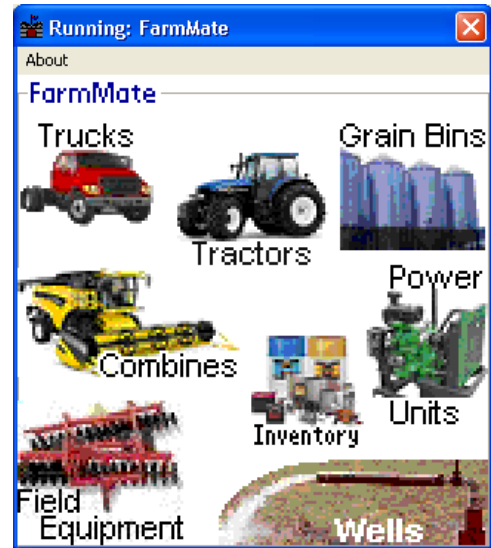 Running: FarmMate
About
FarmMate
Trucks
Grain Bins
Tractors
Power
Units
Combines
Inventory
Field
Equipment
Wells